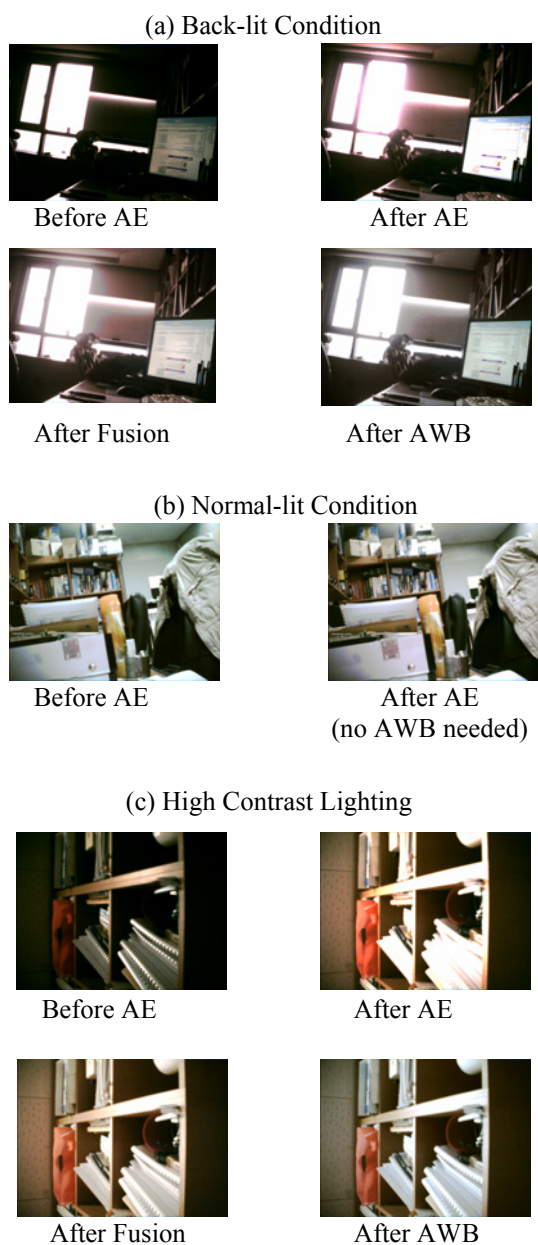 (a) Back-lit Condition
Before AE
After AE
After Fusion
After AWB
(b) Normal-lit Condition
Before AE
After AE
(no AWB needed)
(c) High Contrast Lighting
Before AE
After AE
After Fusion
After AWB